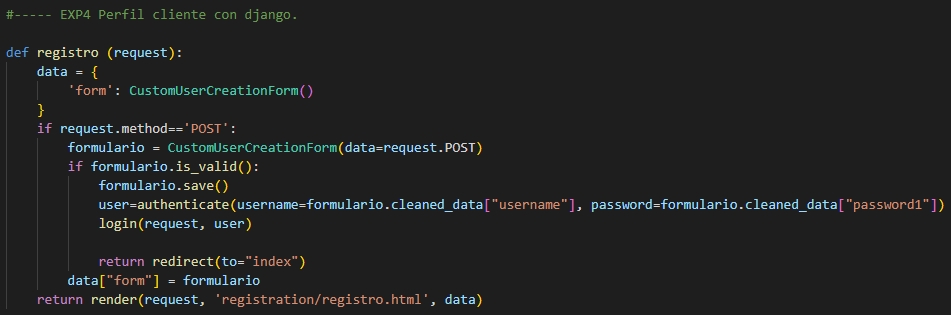 #----- EXP4 Perfil cliente con django.
def registro (request):
    data = {
        'form': CustomUserCreationForm()
    }
    if request.method=='POST':
        formulario = CustomUserCreationForm(data=request.POST)
        if formulario.is_valid():
            formulario.save()
            user=authenticate(username=formulario.cleaned_data["username"], password=formulario.cleaned_data["password1"])
            login(request, user)
            return redirect(to="index")
        data["form"] = formulario
    return render(request, 'registration/registro.html', data)